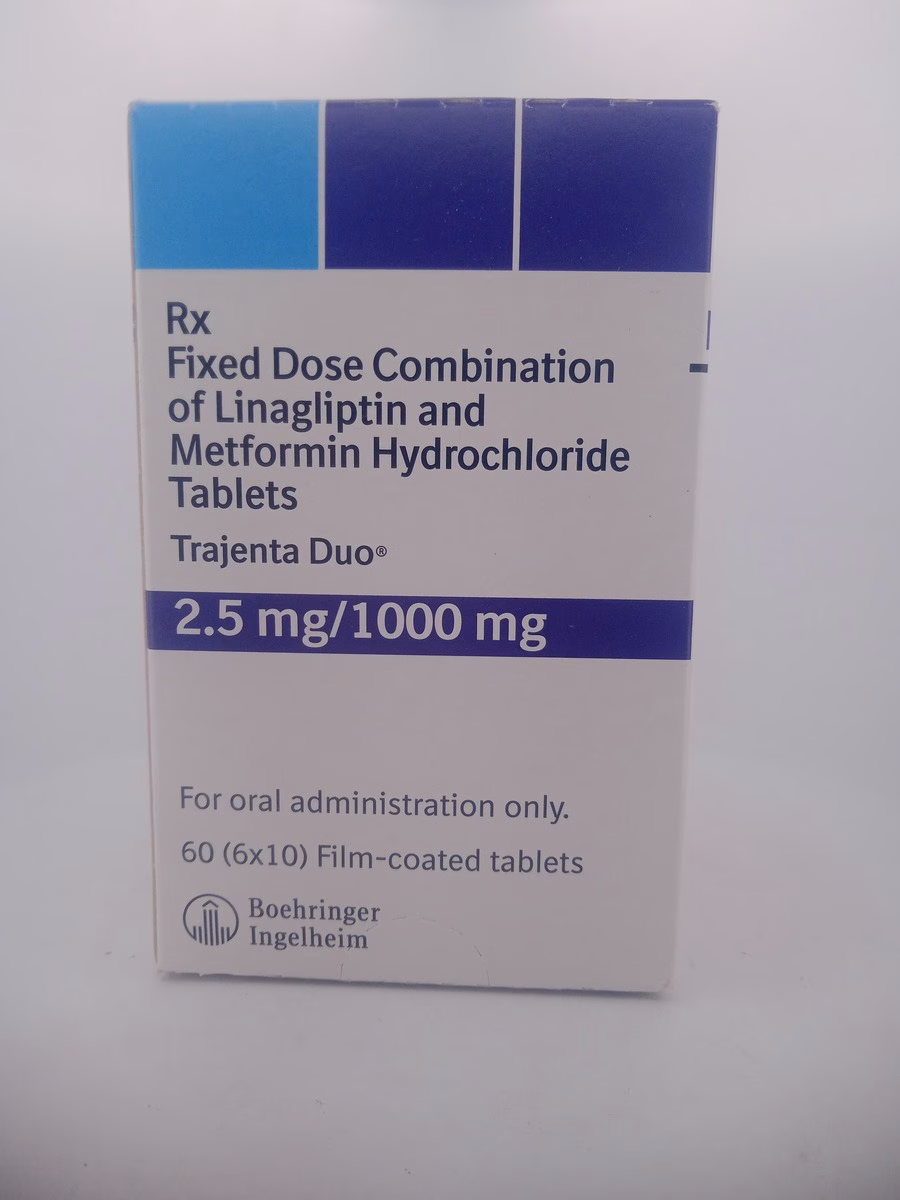 Rx
Fixed Dose Combination
of Linagliptin and
Metformin Hydrochloride
Tablets
Trajenta Duo®
2.5 mg/1000 mg
For oral administration only.
60 (6x10) Film-coated tablets
Boehringer
Ingelheim